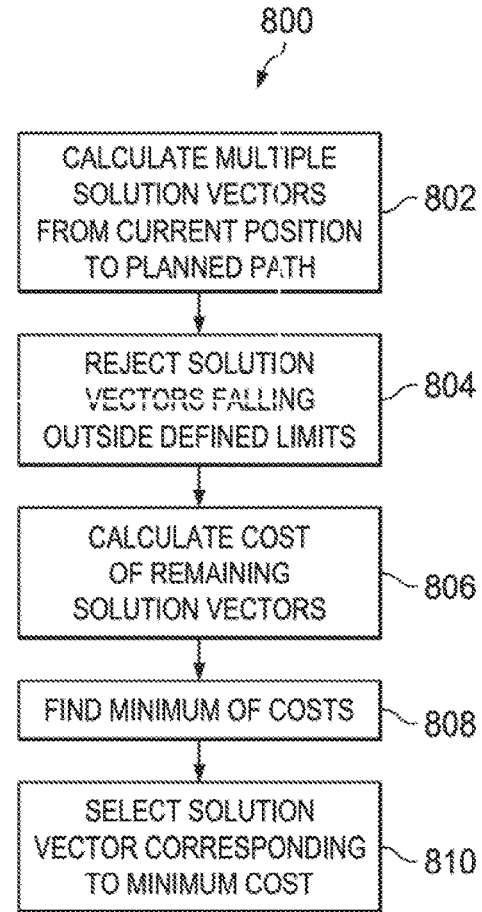 800
CALCULATE MULTIPLE
SOLUTION VECTORS
FROM CURRENT POSITION
TO PLANNED PATH
802
REJECT SOLUTION
VECTORS FALLING
OUTSIDE DEFINED LIMITS
804
CALCULATE COST
OF REMAINING
SOLUTION VECTORS
806
FIND MINIMUM OF COSTS
808
SELECT SOLUTION
VECTOR CORRESPONDING
TO MINIMUM COST
810